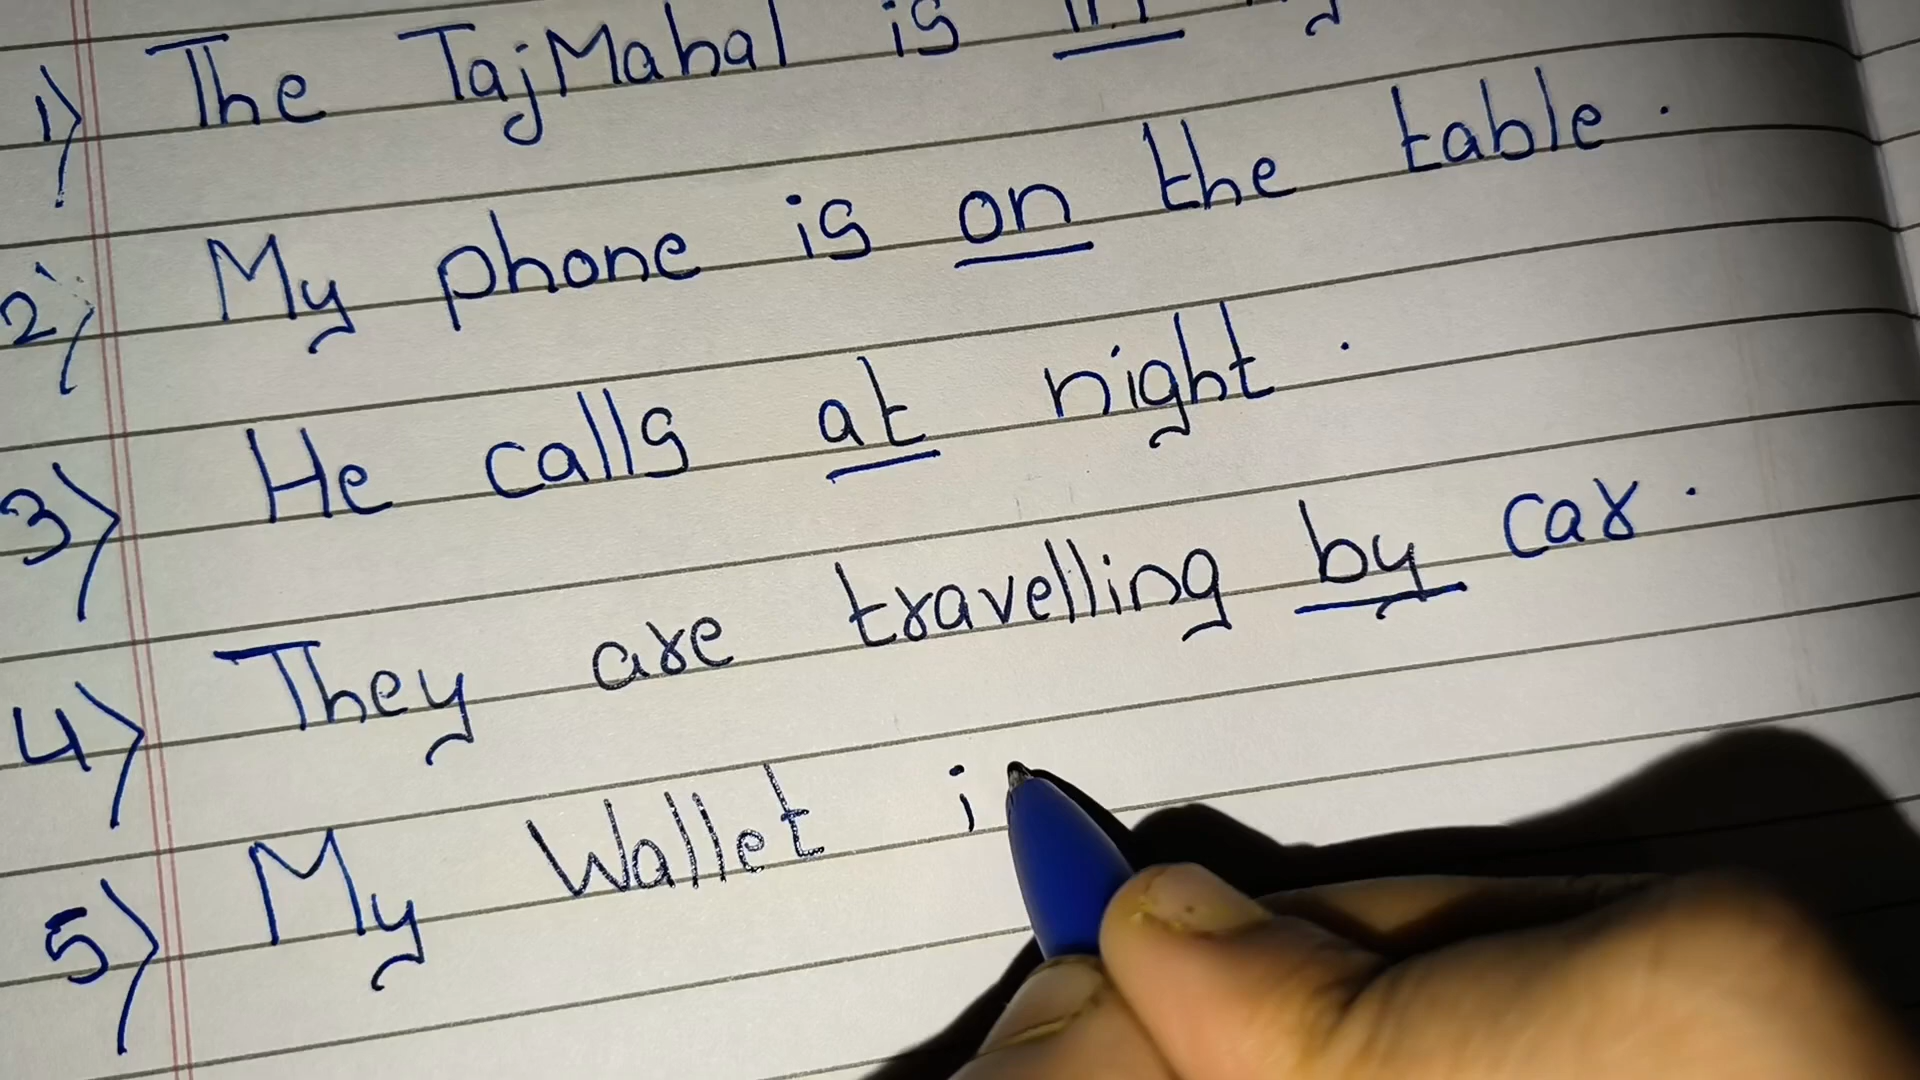 1) The TajMahal is in
2) My phone is on the table.
3) He calls at night.
4) They are travelling by car.
5) My Wallet i